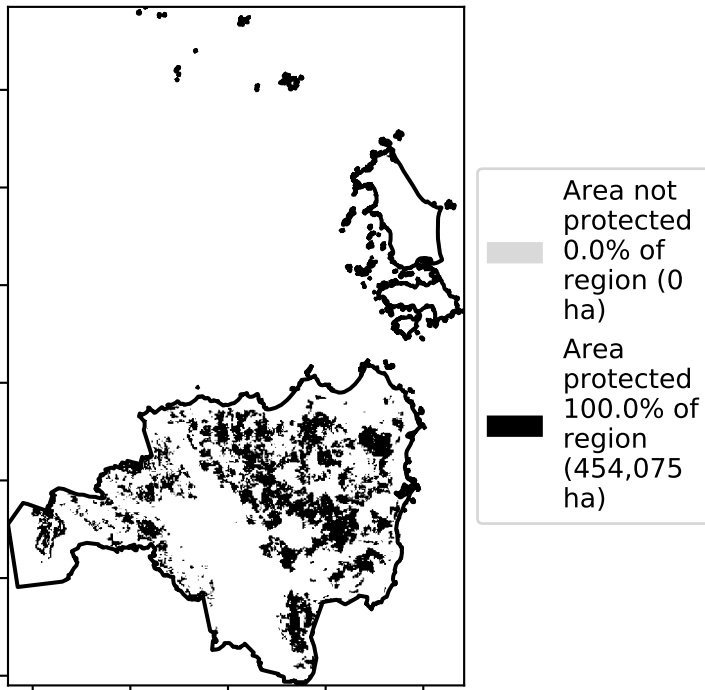 Area not
protected
0.0% of
region (0
ha)
Area
protected
100.0% of
region
(454,075
ha)